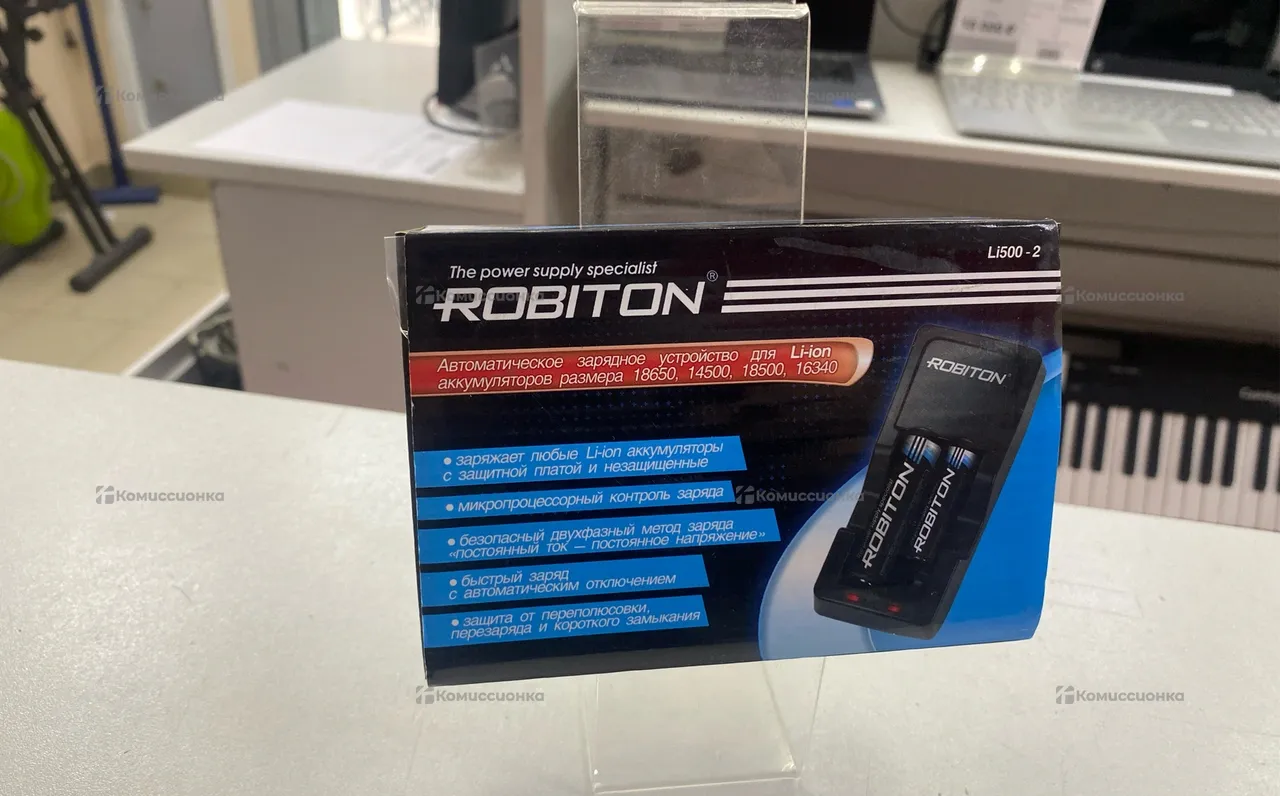 The power supply specialist
ROBITON®
Li500 - 2
Автоматическое зарядное устройство для Li-ion
аккумуляторов размера 18650, 14500, 18500, 16340
• заряжает любые Li-ion аккумуляторы
с защитной платой и незащищенные
• микропроцессорный контроль заряда
• безопасный двухфазный метод заряда
«постоянный ток — постоянное напряжение»
• быстрый заряд
с автоматическим отключением
• защита от переполюсовки,
перезаряда и короткого замыкания
ROBITON
ROBITON
ROBITON
Комиссионка
Комиссионка
Комиссионка
Комиссионка
Комиссионка
Комиссионка
Комиссионка
Комиссионка
Комиссионка